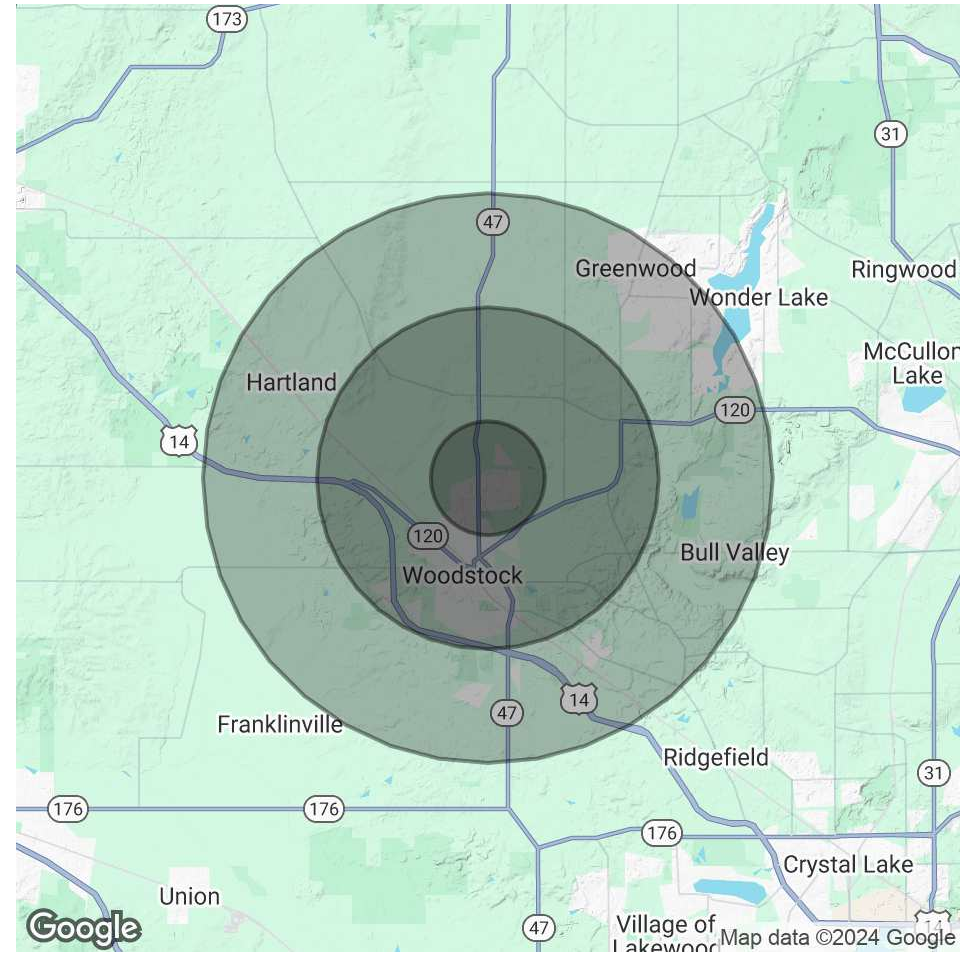 173
31
47
Greenwood
Ringwood
Wonder Lake
McCullom
Lake
Hartland
120
14
120
Bull Valley
Woodstock
14
47
Franklinville
Ridgefield
31
176
176
176
Crystal Lake
Union
14
Google
47
Village of
Lakewood
Map data ©2024 Google